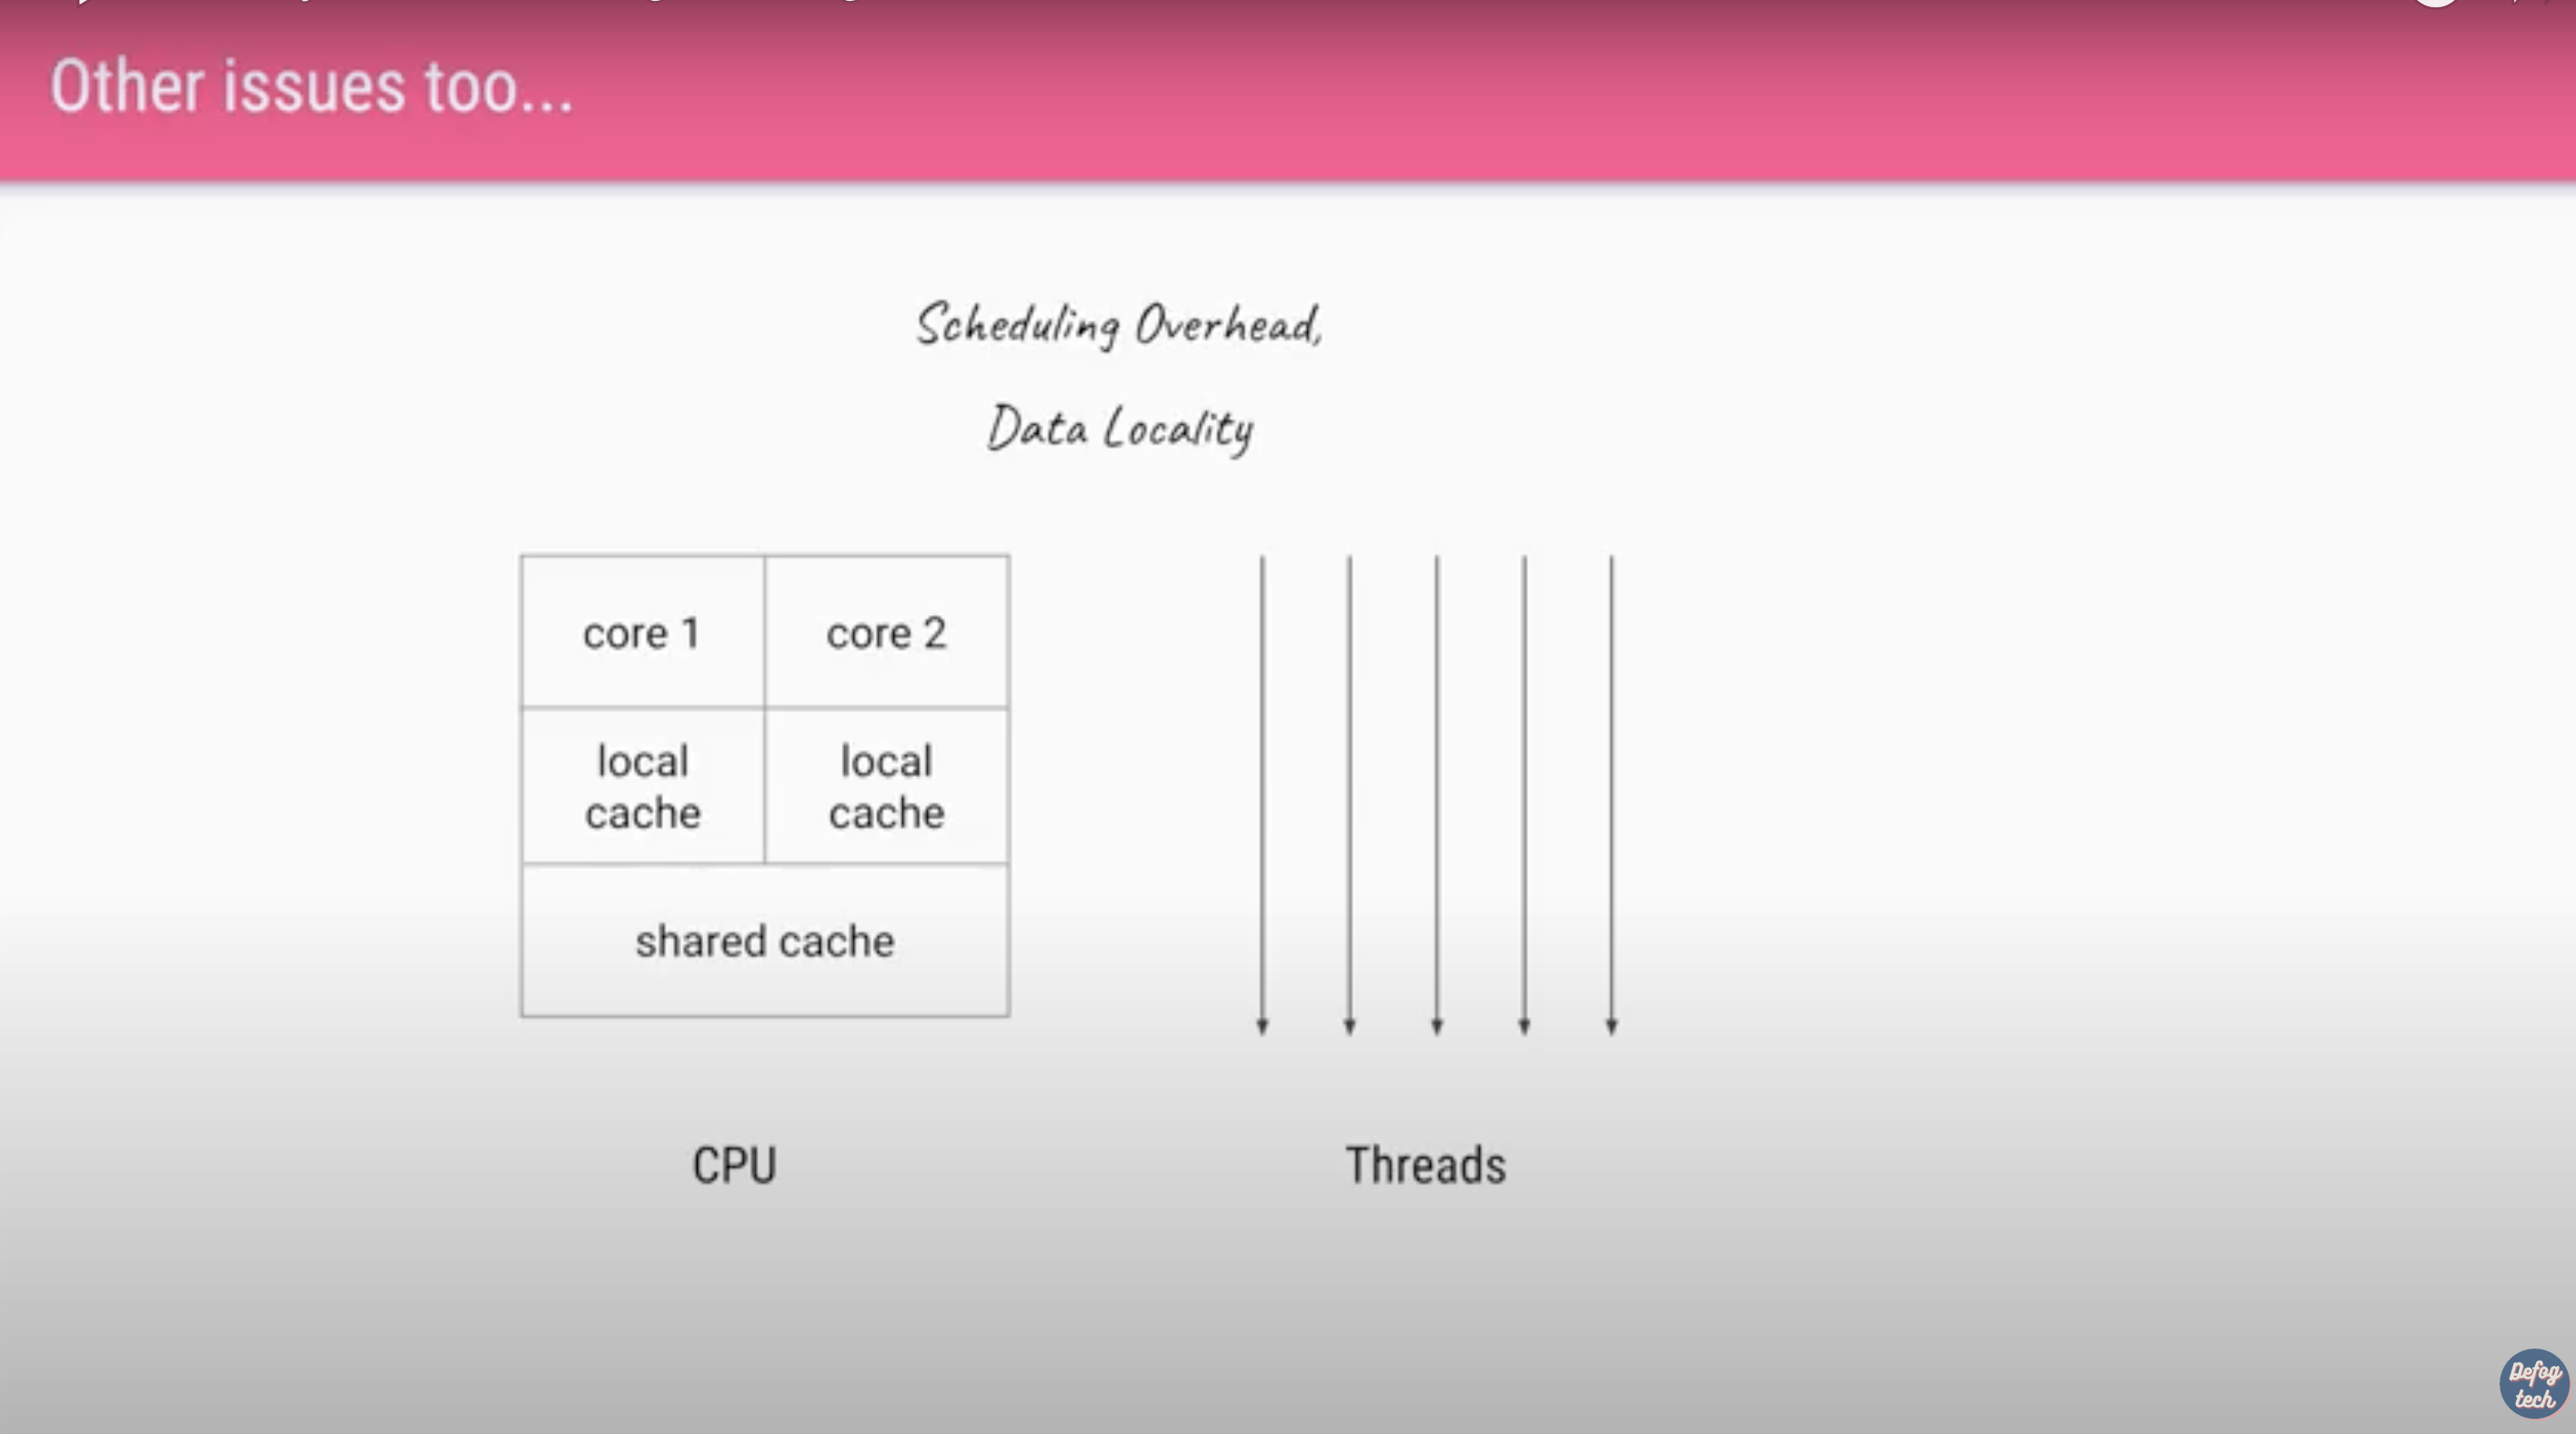 Other issues too...
Scheduling Overhead,
Data Locality
core 1
core 2
local
cache
local
cache
shared cache
CPU
Threads
Defog
tech